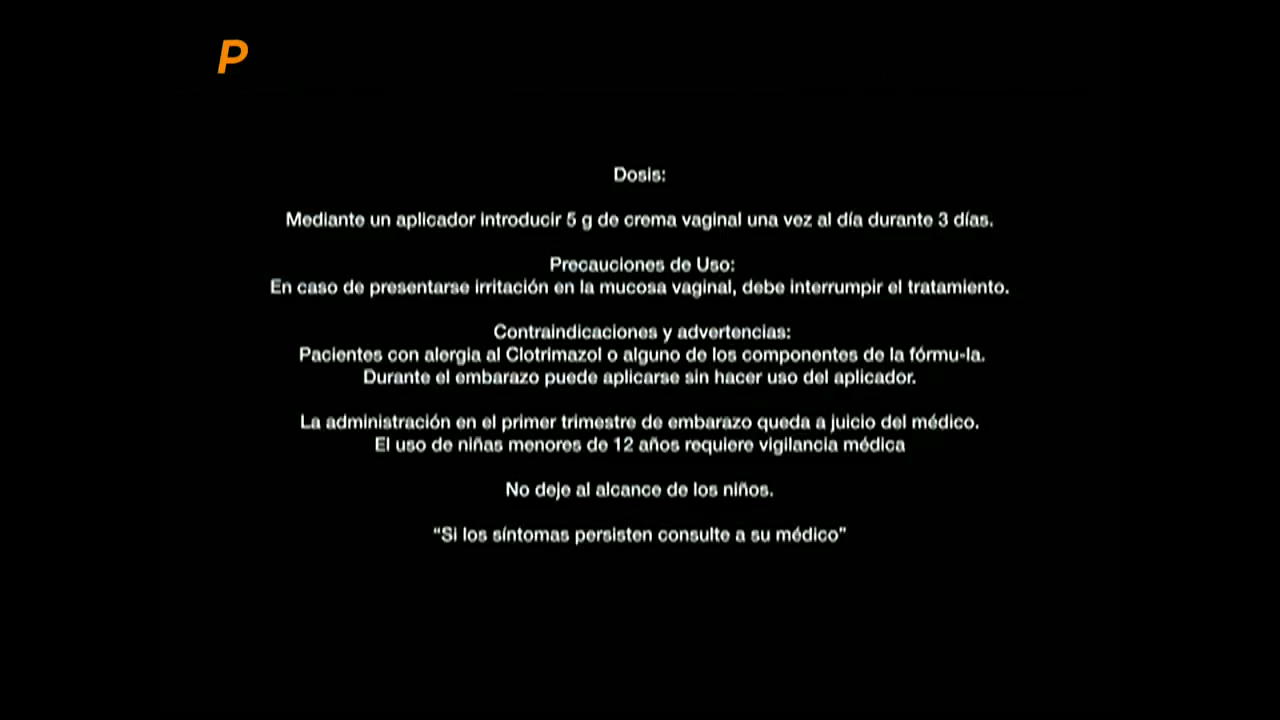 P
Dosis:
Mediante un aplicador introducir 5 g de crema vaginal una vez al día durante 3 días.
Precauciones de Uso:
En caso de presentarse irritación en la mucosa vaginal, debe interrumpir el tratamiento.
Contraindicaciones y advertencias:
Pacientes con alergia al Clotrimazol o alguno de los componentes de la fórmu-la.
Durante el embarazo puede aplicarse sin hacer uso del aplicador.
La administración en el primer trimestre de embarazo queda a juicio del médico.
El uso de niñas menores de 12 años requiere vigilancia médica
No deje al alcance de los niños.
“Si los síntomas persisten consulte a su médico”